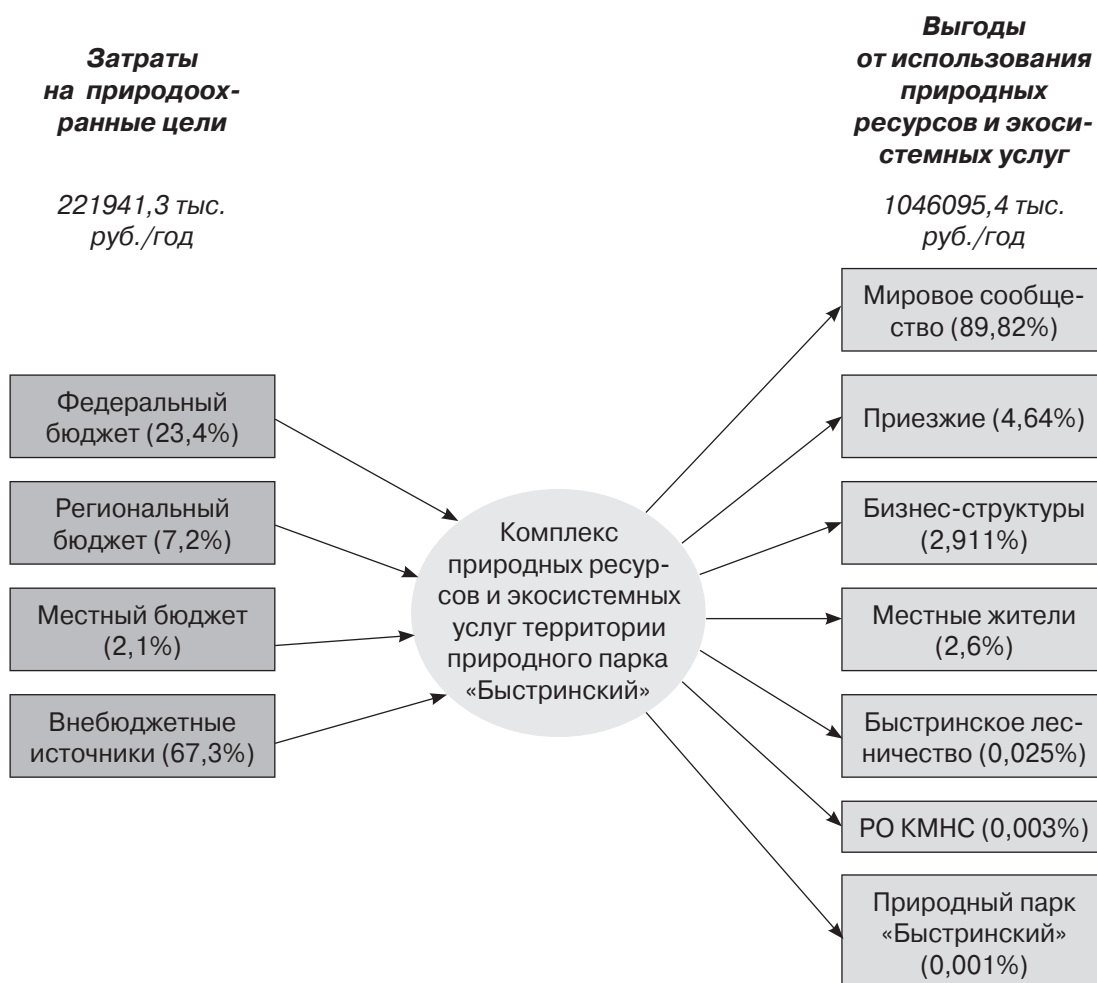 Затраты
на природоох-
ранные цели
221941,3 тыс.
руб./год
Федеральный
бюджет (23,4%)
Региональный
бюджет (7,2%)
Местный бюджет
(2,1%)
Внебюджетные
источники (67,3%)
Комплекс
природных ресур-
сов и экосистемных
услуг территории
природного парка
«Быстринский»
Выгоды
от использования
природных
ресурсов и экоси-
стемных услуг
1046095,4 тыс.
руб./год
Мировое сообще-
ство (89,82%)
Приезжие (4,64%)
Бизнес-структуры
(2,911%)
Местные жители
(2,6%)
Быстринское лес-
ничество (0,025%)
РО КМНС (0,003%)
Природный парк
«Быстринский»
(0,001%)